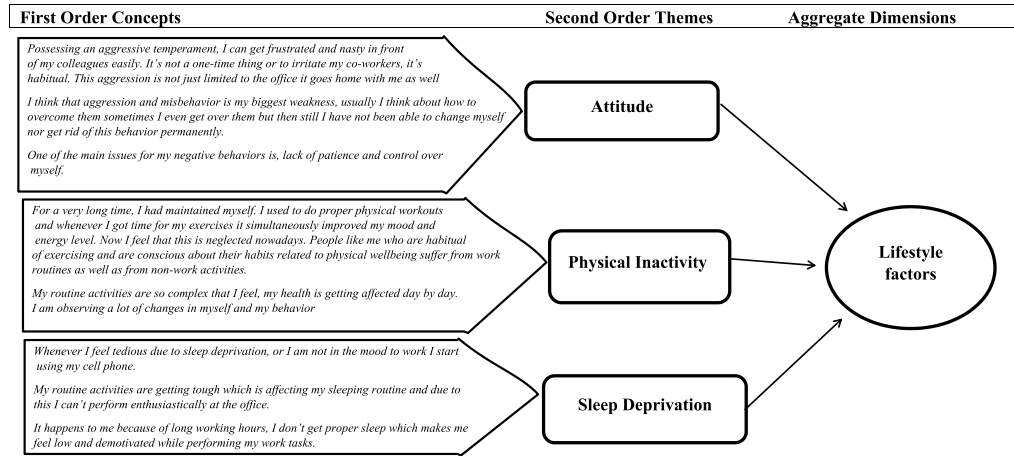 First Order Concepts
Second Order Themes
Aggregate Dimensions
Possessing an aggressive temperament, I can get frustrated and nasty in front
of my colleagues easily. It's not a one-time thing or to irritate my co-workers, it's
habitual. This aggression is not just limited to the office it goes home with me as well
I think that aggression and misbehavior is my biggest weakness, usually I think about how to
overcome them sometimes I even get over them but then still I have not been able to change myself
nor get rid of this behavior permanently.
One of the main issues for my negative behaviors is, lack of patience and control over
myself.
Attitude
For a very long time, I had maintained myself. I used to do proper physical workouts
and whenever I got time for my exercises it simultaneously improved my mood and
energy level. Now I feel that this is neglected nowadays. People like me who are habitual
of exercising and are conscious about their habits related to physical wellbeing suffer from work
routines as well as from non-work activities.
My routine activities are so complex that I feel, my health is getting affected day by day.
I am observing a lot of changes in myself and my behavior
Physical Inactivity
Lifestyle
factors
Whenever I feel tedious due to sleep deprivation, or I am not in the mood to work I start
using my cell phone.
My routine activities are getting tough which is affecting my sleeping routine and due to
this I can't perform enthusiastically at the office.
It happens to me because of long working hours, I don't get proper sleep which makes me
feel low and demotivated while performing my work tasks.
Sleep Deprivation